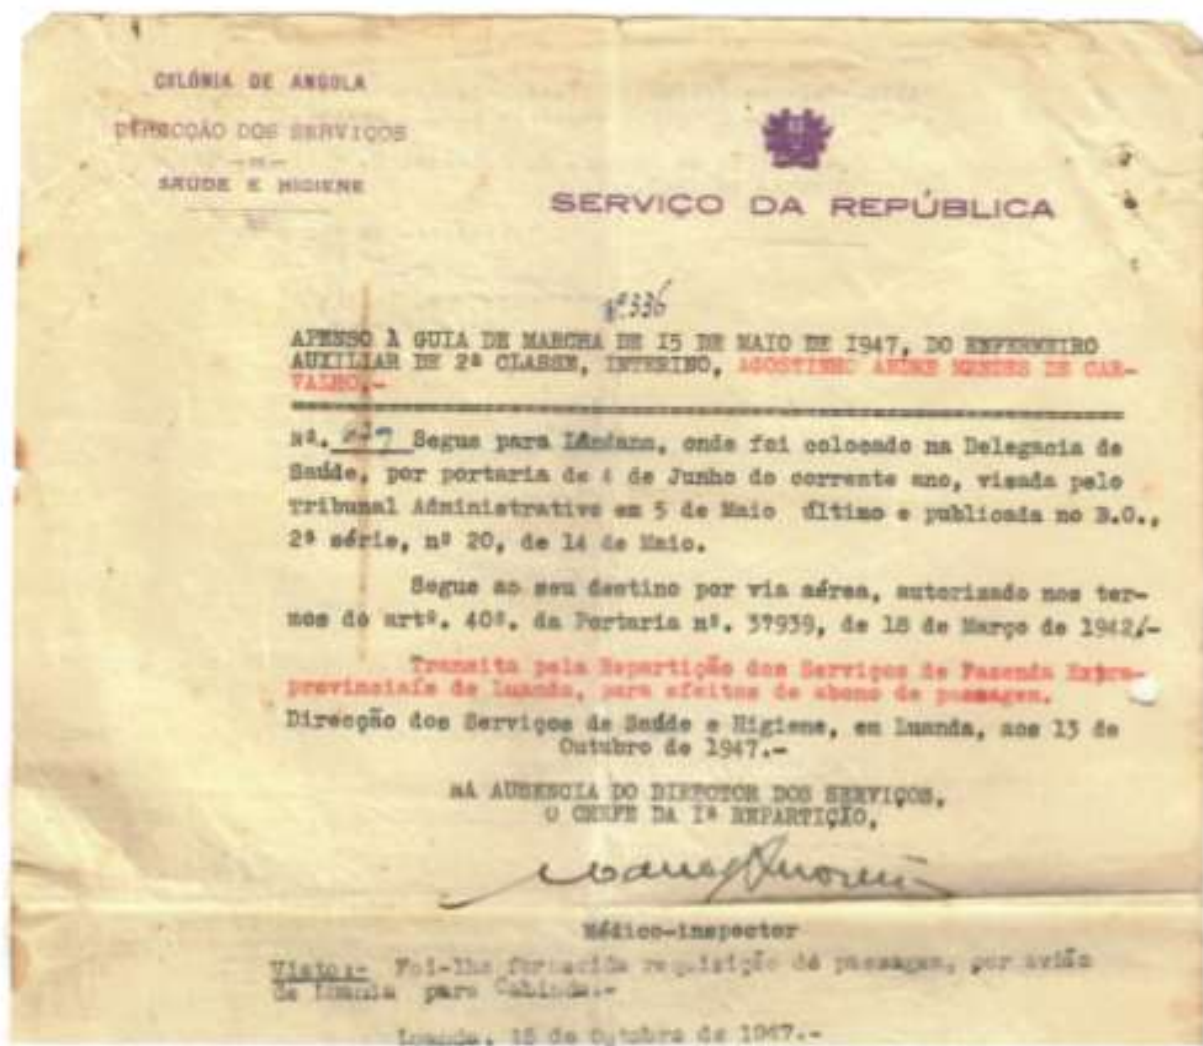 COLÓNIA DE ANGOLA
DIRECÇÃO DOS SERVIÇOS
— DE —
SAÚDE E HIGIENE
SERVIÇO DA REPÚBLICA
Nº 336
APENSO À GUIA DE MARCHA DE 15 DE MAIO DE 1947, DO ENFERMEIRO
AUXILIAR DE 2ª CLASSE, INTERINO, AGOSTINHO ANDRE MENDES DE CAR-
VALHO.-
Nº. Segue para Lândana, onde foi colocado na Delegacia de
Saúde, por portaria de 4 de Junho do corrente ano, visada pelo
Tribunal Administrativo em 5 de Maio último e publicada no B.O.,
2ª série, nº 20, de 14 de Maio.
Segue ao seu destino por via aérea, autorizado nos ter-
mos do artº. 40º. da Portaria nº. 37939, de 18 de Março de 1942/-
Transita pela Repartição dos Serviços de Fazenda Extra-
provinciais de Luanda, para efeitos de abono de passagem.
Direcção dos Serviços de Saúde e Higiene, em Luanda, aos 13 de
Outubro de 1947.-
NA AUSENCIA DO DIRECTOR DOS SERVIÇOS,
O CHEFE DA Iª REPARTIÇÃO,
Médico-inspector
Visto:- Foi-lhe fornecida requisição de passagem, por avião
de Luanda para Cabinda.-
Luanda, 15 de Outubro de 1947.-